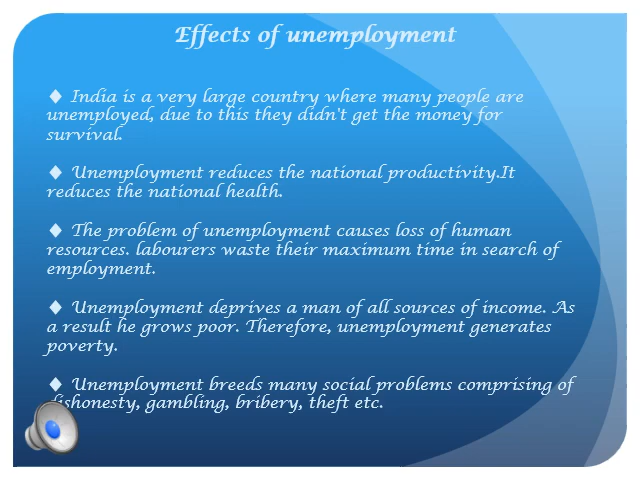 Effects of unemployment
♦ India is a very large country where many people are
unemployed, due to this they didn't get the money for
survival.
♦ Unemployment reduces the national productivity.It
reduces the national health.
♦ The problem of unemployment causes loss of human
resources. labourers waste their maximum time in search of
employment.
♦ Unemployment deprives a man of all sources of income. As
a result he grows poor. Therefore, unemployment generates
poverty.
♦ Unemployment breeds many social problems comprising of
dishonesty, gambling, bribery, theft etc.